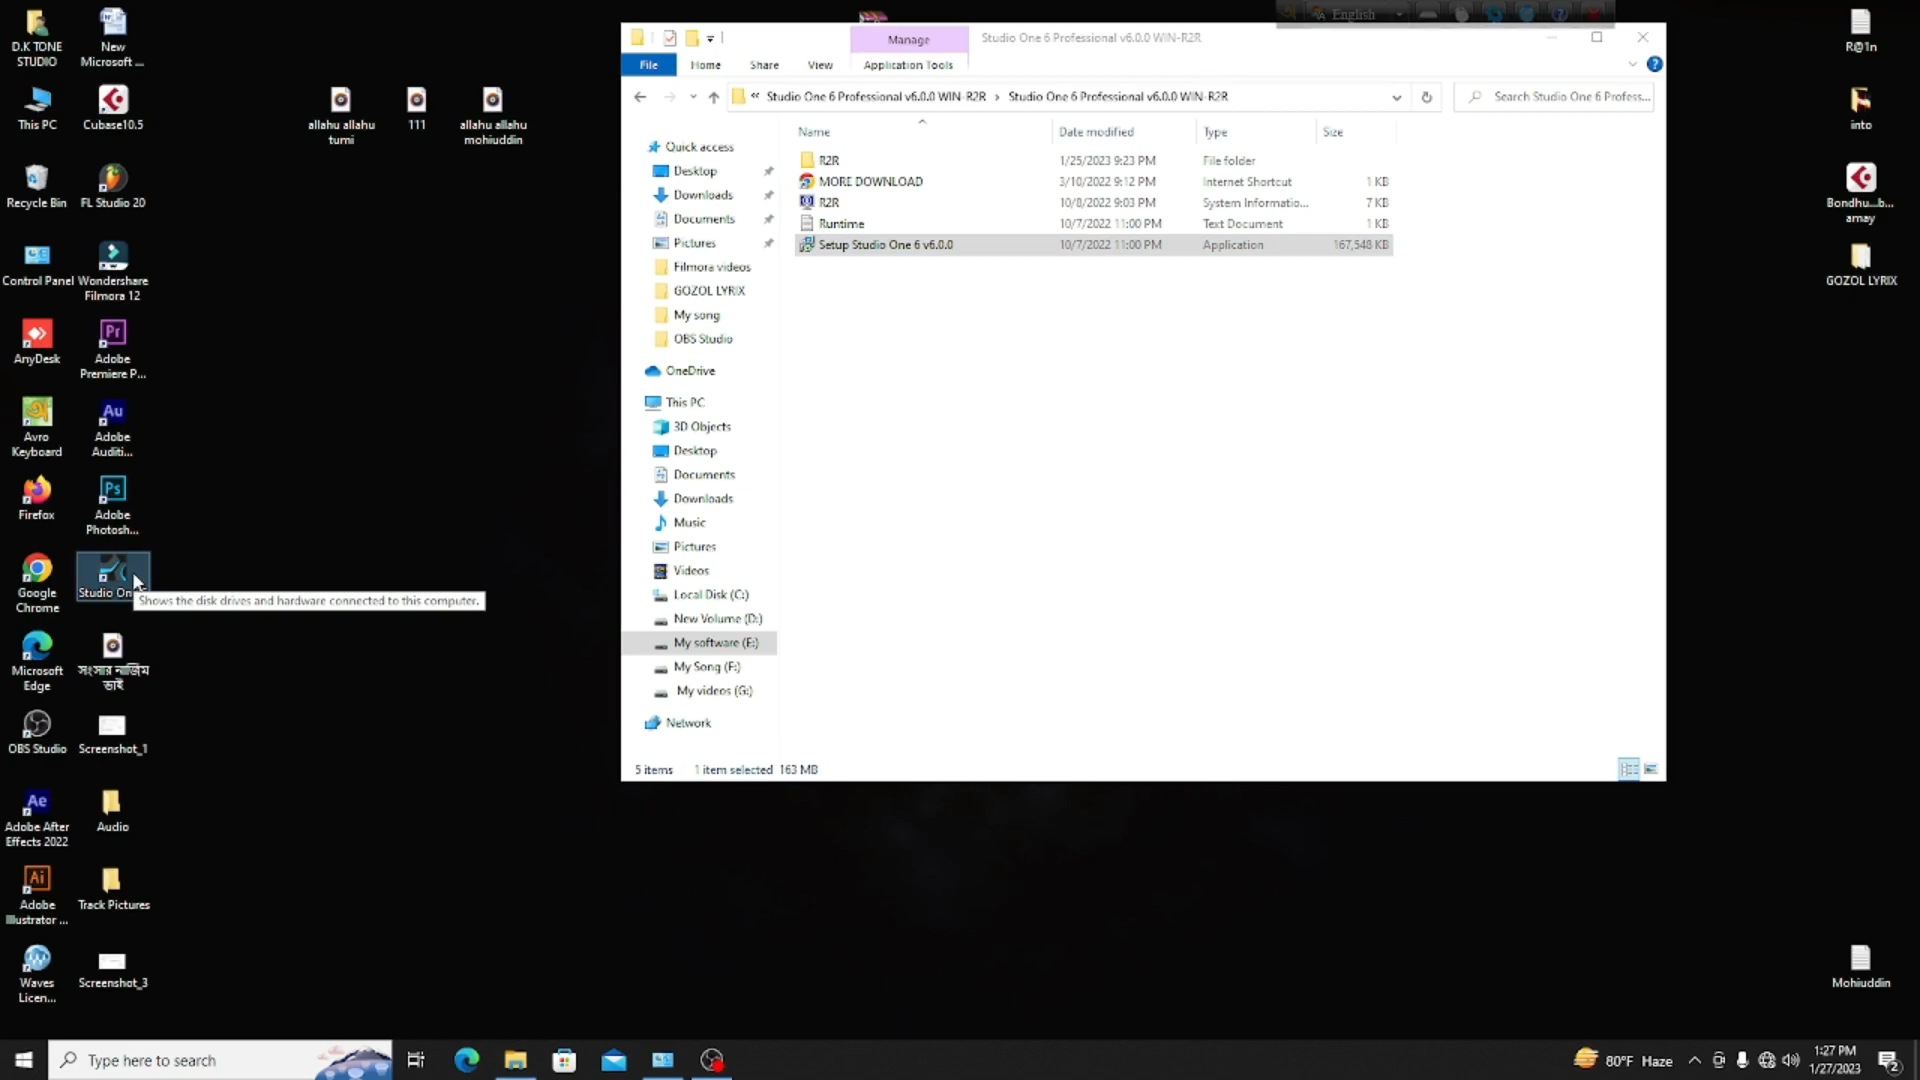 D.K TONE
STUDIO
New
Microsoft ...
This PC
Cubase10.5
Recycle Bin
FL Studio 20
Control Panel
Wondershare
Filmora 12
AnyDesk
Adobe
Premiere P...
Avro
Keyboard
Adobe
Auditi...
Firefox
Adobe
Photosh...
Google
Chrome
Studio On
Shows the disk drives and hardware connected to this computer.
Microsoft
Edge
সংসার নাজিম
ভাই
OBS Studio
Screenshot_1
Adobe After
Effects 2022
Audio
Adobe
Illustrator ...
Track Pictures
Waves
Licen...
Screenshot_3
allahu allahu
tumi
111
allahu allahu
mohiuddin
English
Manage
Studio One 6 Professional v6.0.0 WIN-R2R
File
Home
Share
View
Application Tools
« Studio One 6 Professional v6.0.0 WIN-R2R › Studio One 6 Professional v6.0.0 WIN-R2R
Search Studio One 6 Profess...
Name
Date modified
Type
Size
R2R 1/25/2023 9:23 PM File folder
MORE DOWNLOAD 3/10/2022 9:12 PM Internet Shortcut 1 KB
R2R 10/8/2022 9:03 PM System Informatio... 7 KB
Runtime 10/7/2022 11:00 PM Text Document 1 KB
Setup Studio One 6 v6.0.0 10/7/2022 11:00 PM Application 167,548 KB
Quick access
Desktop
Downloads
Documents
Pictures
Filmora videos
GOZOL LYRIX
My song
OBS Studio
OneDrive
This PC
3D Objects
Desktop
Documents
Downloads
Music
Pictures
Videos
Local Disk (C:)
New Volume (D:)
My software (E:)
My Song (F:)
My videos (G:)
Network
5 items 1 item selected 163 MB
R@1n
into
Bondhu...b...
array
GOZOL LYRIX
Mohiuddin
Type here to search
80°F Haze
1:27 PM
1/27/2023
2